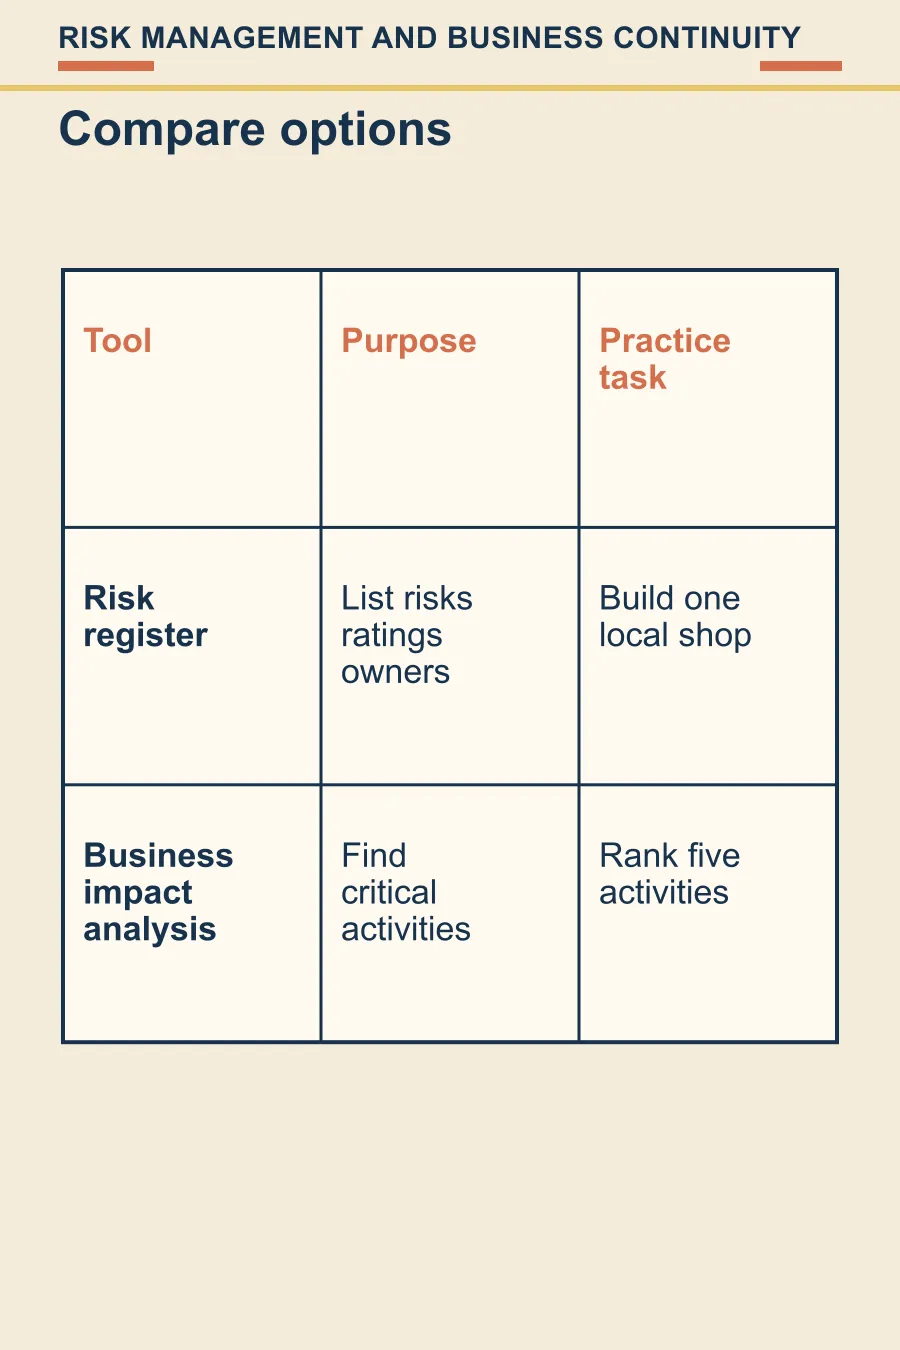 RISK MANAGEMENT AND BUSINESS CONTINUITY
Compare options
Tool
Purpose
Practice
task
Risk
register
List risks
ratings
owners
Build one
local shop
Business
impact
analysis
Find
critical
activities
Rank five
activities